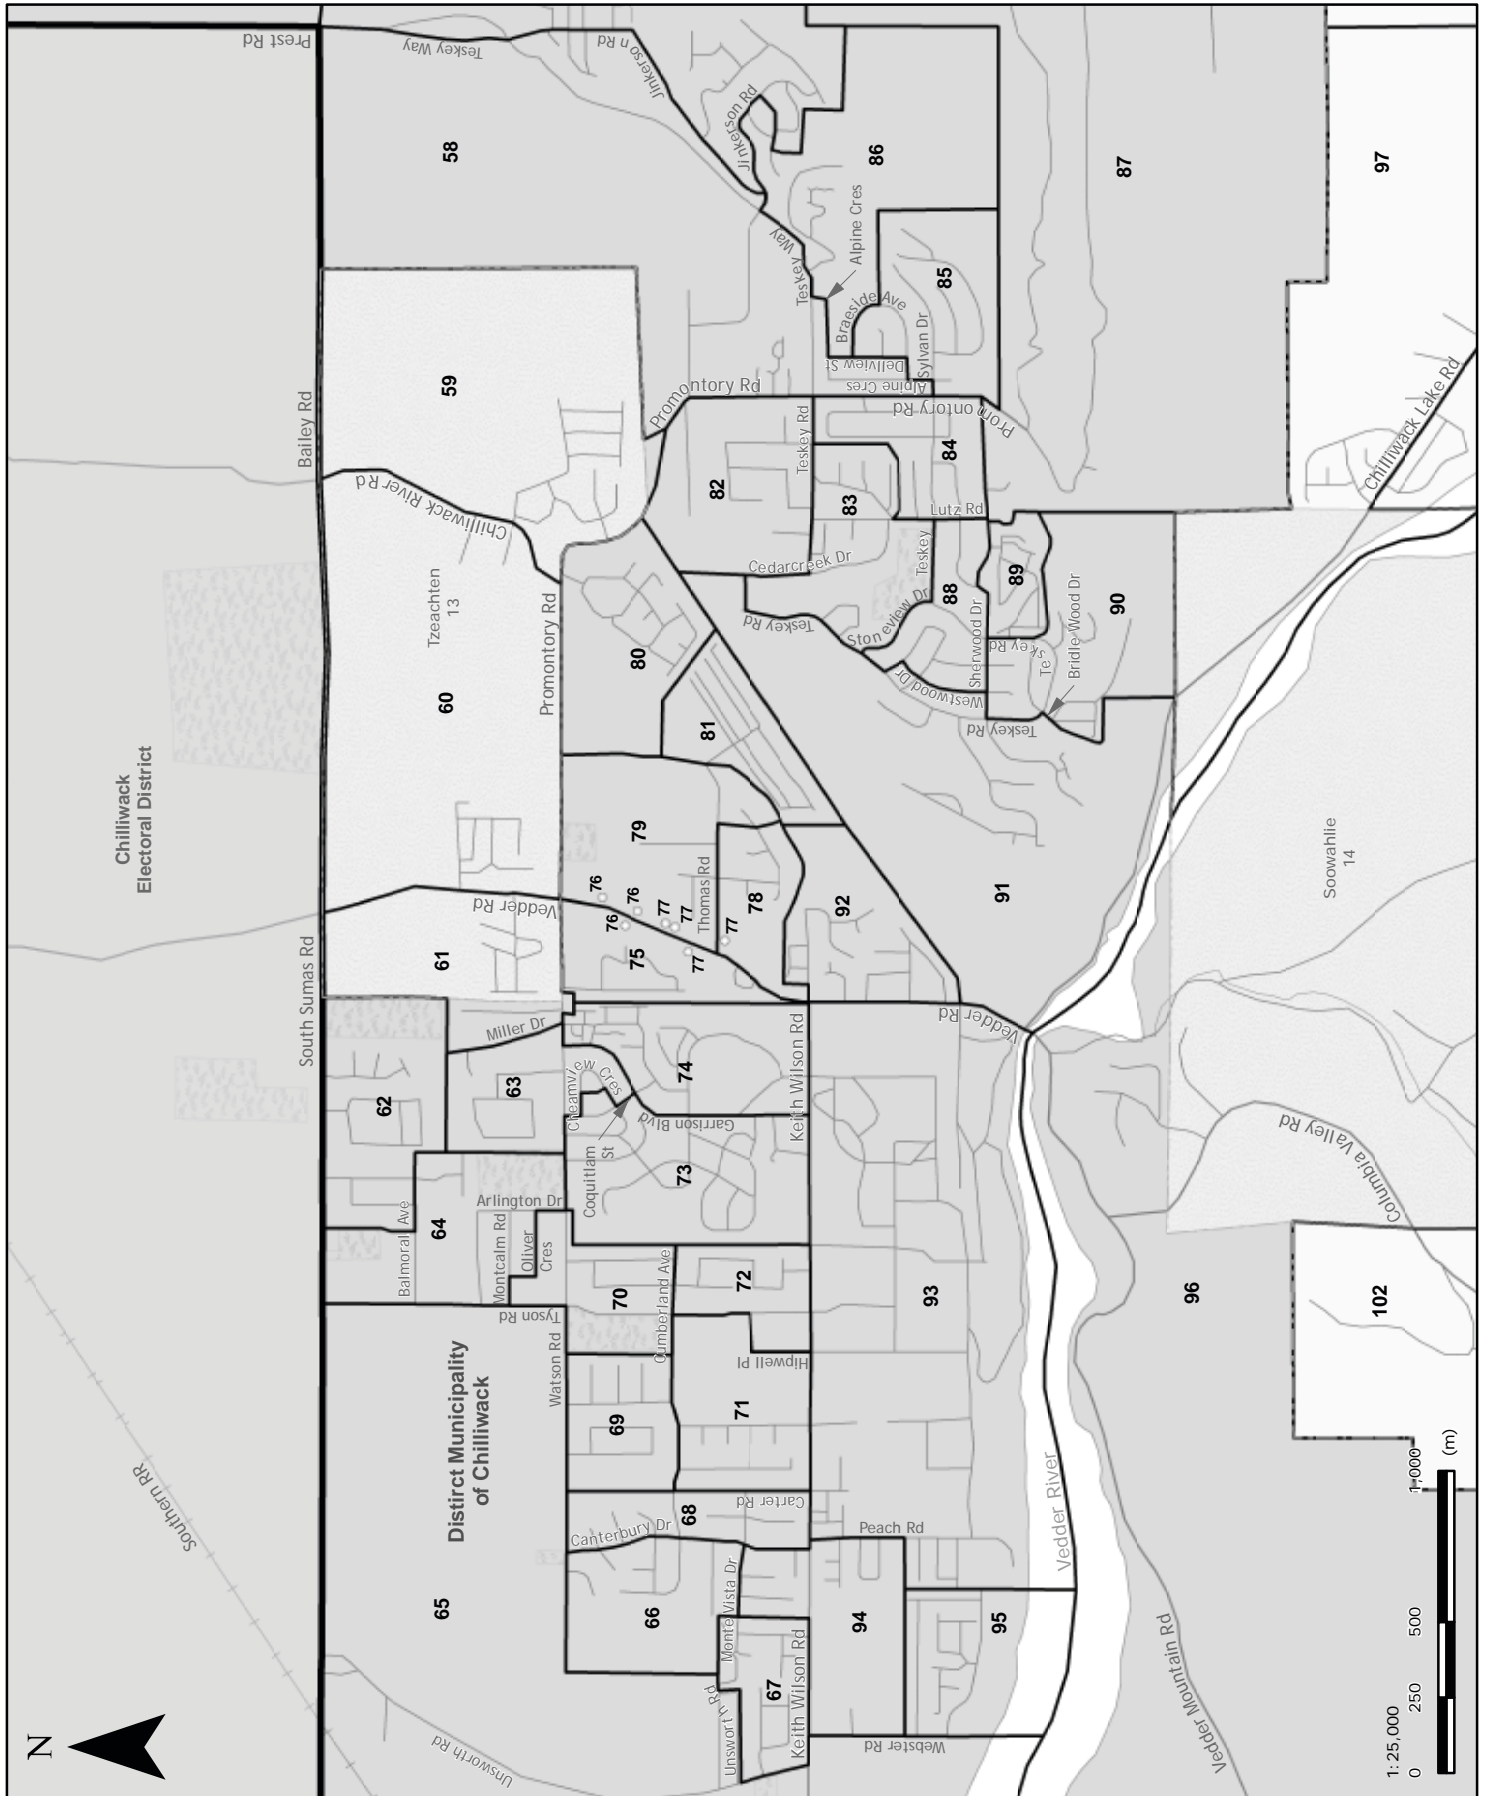 N
Chilliwack
Electoral District
Southern RR
Prest Rd
Bailey Rd
South Sumas Rd
Unsworth Rd
Distirct Municipality
of Chilliwack
65
Tyson Rd
Watson Rd
Balmoral Ave
64
62
63
Miller Dr
Montcalm Rd
Oliver
Cres
Arlington Dr
61
Vedder Rd
60
Tzeachten
13
Promontory Rd
Chilliwack River Rd
59
58
Teskey Way
Jinkerson Rd
Jinkerson Rd
66
67
Unsworth Rd
Monte Vista Dr
Keith Wilson Rd
Canterbury Dr
68
Carter Rd
69
70
71
72
Cumberland Ave
Hipwell Pl
73
Coquitlam
St
Cheamview Cres
Garrison Blvd
74
Keith Wilson Rd
75
76
76
76
77
77
77
77
78
Thomas Rd
79
80
81
82
Promontory Rd
Teskey Rd
Cedarcreek Dr
83
84
Lutz Rd
Promontory Rd
Teskey Way
Alpine Cres
Braeside Ave
Dellview St
Alpine Cres
Sylvan Dr
85
86
87
Teskey Rd
Stoneview Dr
Teskey
88
Westwood Dr
Sherwood Dr
89
Teskey Rd
Teskey Rd
Bridle Wood Dr
90
91
92
Vedder Rd
93
Peach Rd
94
95
Webster Rd
Vedder River
Vedder Mountain Rd
96
Columbia Valley Rd
Soowahlie
14
Chilliwack Lake Rd
97
102
1:25,000
0
250
500
1,000
(m)